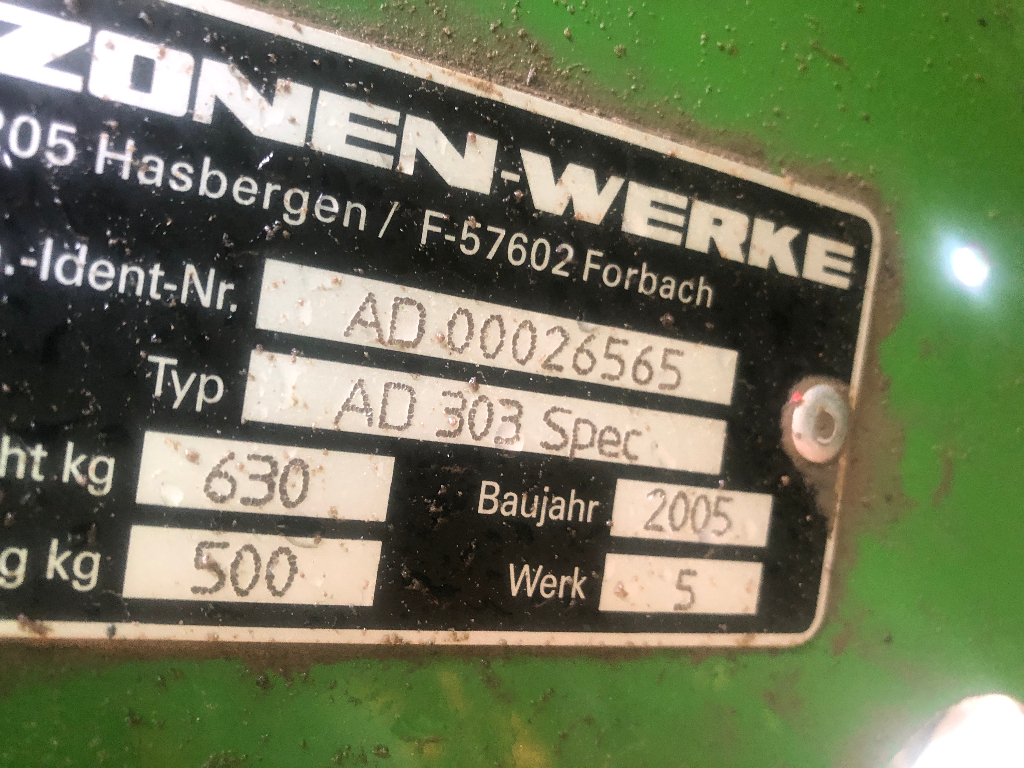 ZONEN-WERKE
205 Hasbergen / F-57602 Forbach
.-Ident-Nr. AD 00026565
Typ AD 303 Spec
ht kg 630 Baujahr 2005
g kg 500 Werk 5